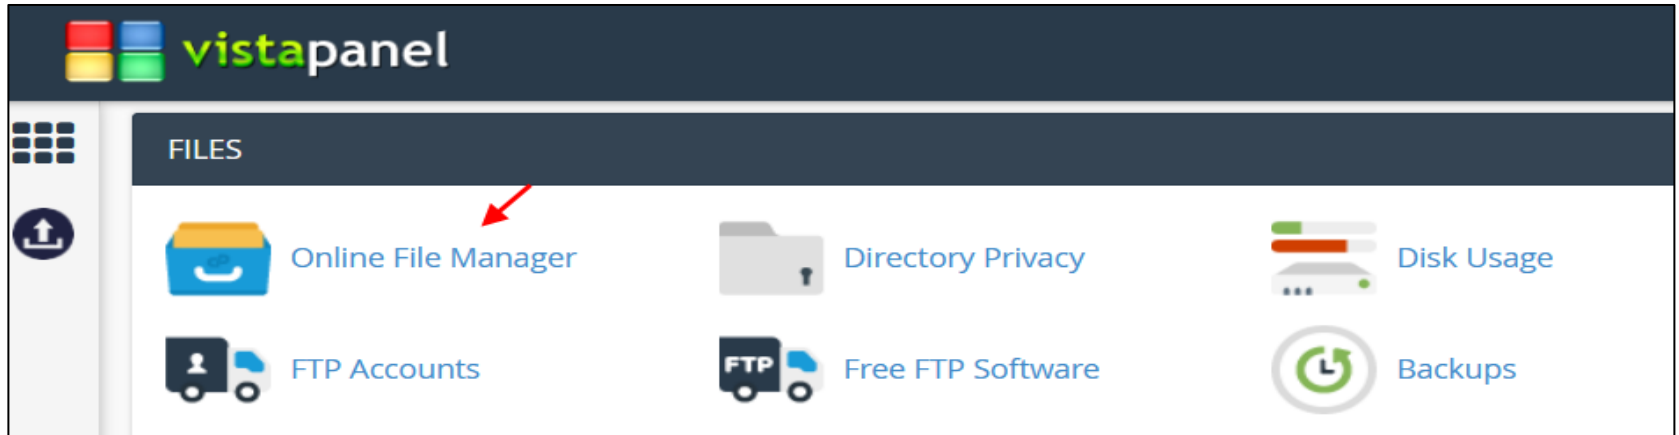 vistapanel
FILES
Online File Manager
Directory Privacy
Disk Usage
FTP Accounts
FTP
Free FTP Software
Backups